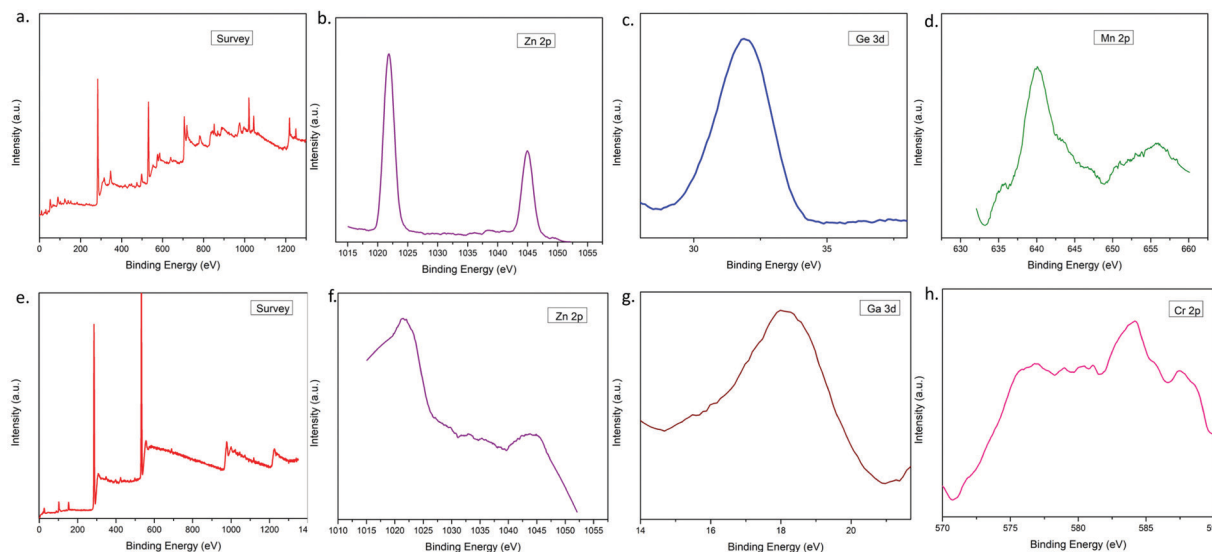 a.
Survey
Intensity (a.u.)
0 200 400 600 800 1000 1200
Binding Energy (eV)
b.
Zn 2p
Intensity (a.u.)
1015 1020 1025 1030 1035 1040 1045 1050 1055
Binding Energy (eV)
c.
Ge 3d
Intensity (a.u.)
30 35
Binding Energy (eV)
d.
Mn 2p
Intensity (a.u.)
630 635 640 645 650 655 660
Binding Energy (eV)
e.
Survey
Intensity (a.u.)
0 200 400 600 800 1000 1200 14
Binding Energy (eV)
f.
Zn 2p
Intensity (a.u.)
1010 1015 1020 1025 1030 1035 1040 1045 1050 1055
Binding Energy (eV)
g.
Ga 3d
Intensity (a.u.)
14 16 18 20
Binding Energy (eV)
h.
Cr 2p
Intensity (a.u.)
570 575 580 585 59
Binding Energy (eV)